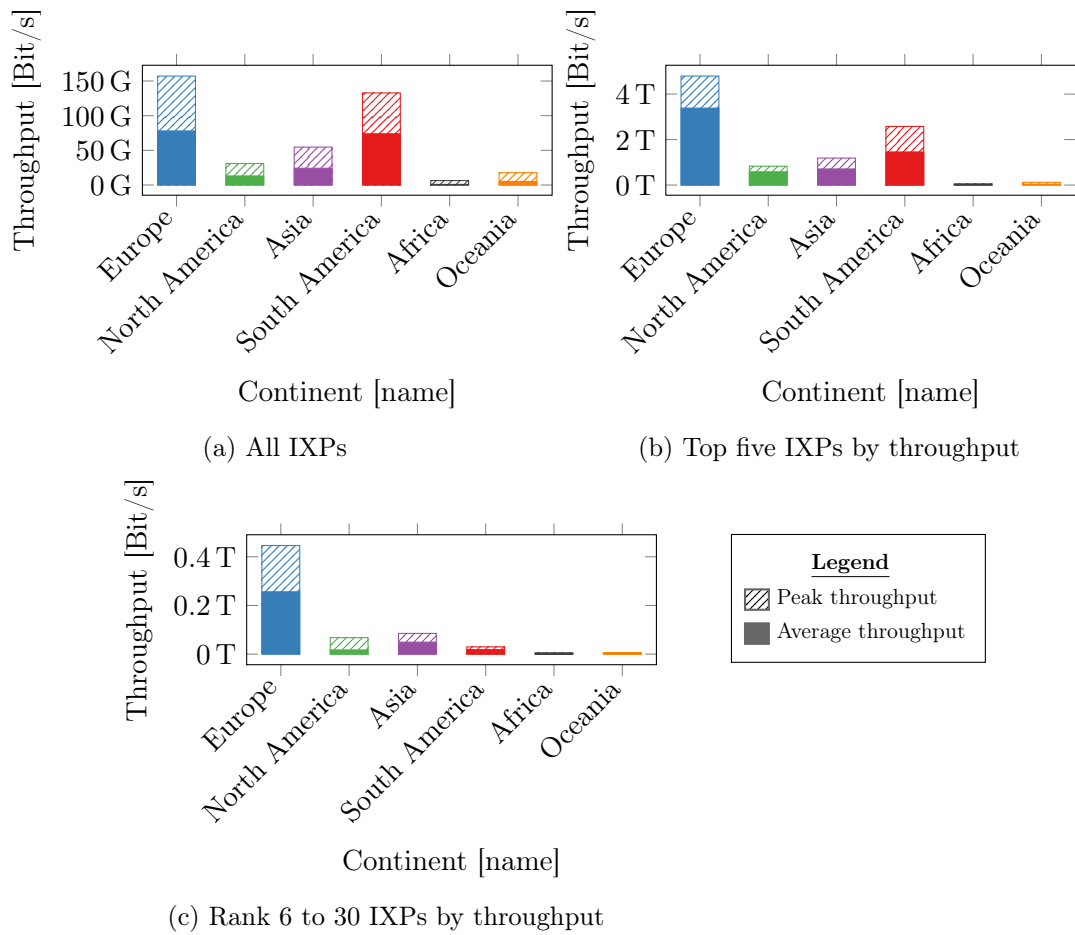 Throughput [Bit/s]
150 G
100 G
50 G
0 G
Europe
North America
Asia
South America
Africa
Oceania
Continent [name]
(a) All IXPs
Throughput [Bit/s]
4 T
2 T
0 T
Europe
North America
Asia
South America
Africa
Oceania
Continent [name]
(b) Top five IXPs by throughput
Throughput [Bit/s]
0.4 T
0.2 T
0 T
Europe
North America
Asia
South America
Africa
Oceania
Continent [name]
(c) Rank 6 to 30 IXPs by throughput
Legend
Peak throughput
Average throughput